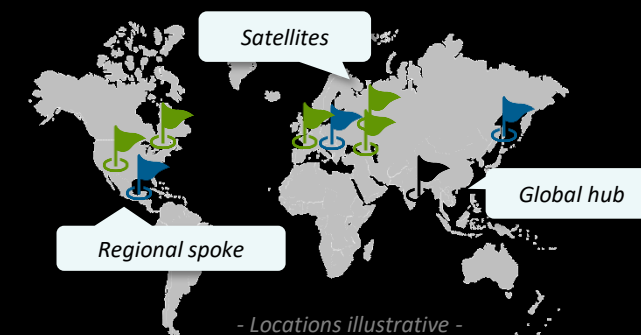 Satellites
Global hub
Regional spoke
- Locations illustrative -